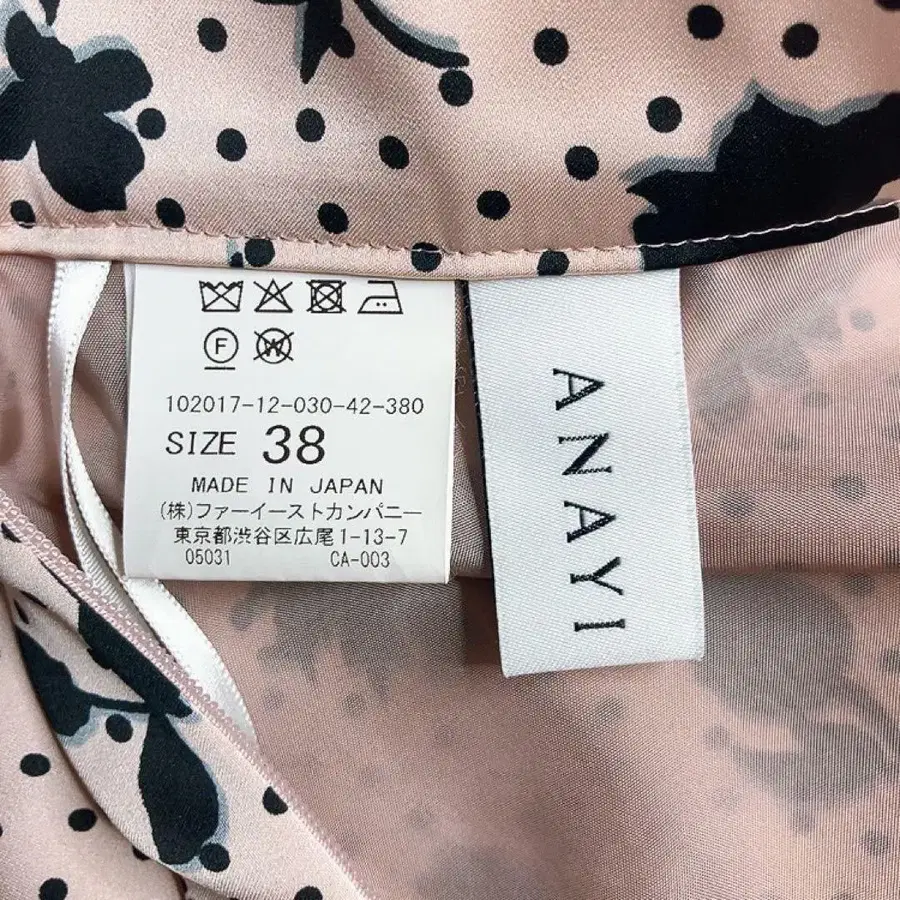 F
W
102017-12-030-42-380
SIZE 38
MADE IN JAPAN
(株)ファーイーストカンパニー
東京都渋谷区広尾1-13-7
05031 CA-003
ANAYI